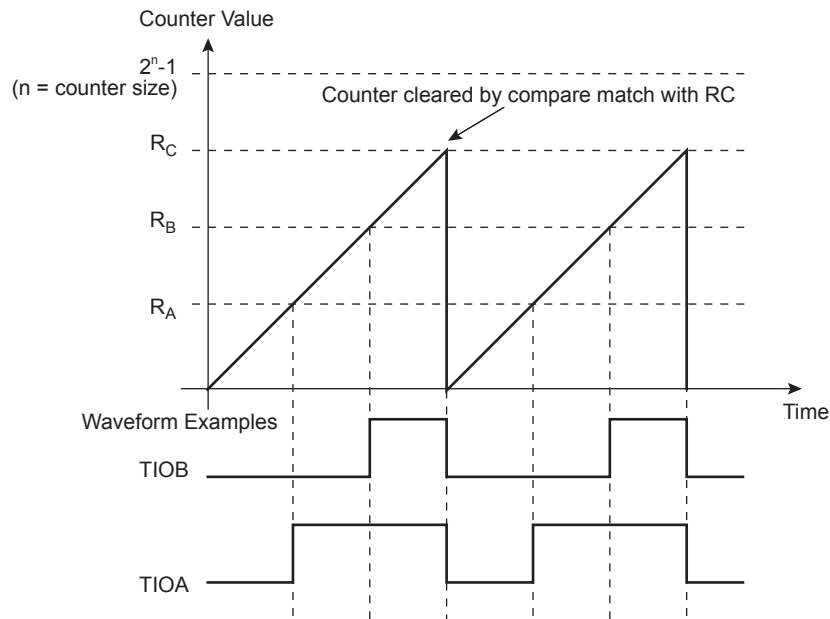 Counter Value
2ⁿ-1
(n = counter size)
Counter cleared by compare match with RC
R_C
R_B
R_A
Time
Waveform Examples
TIOB
TIOA